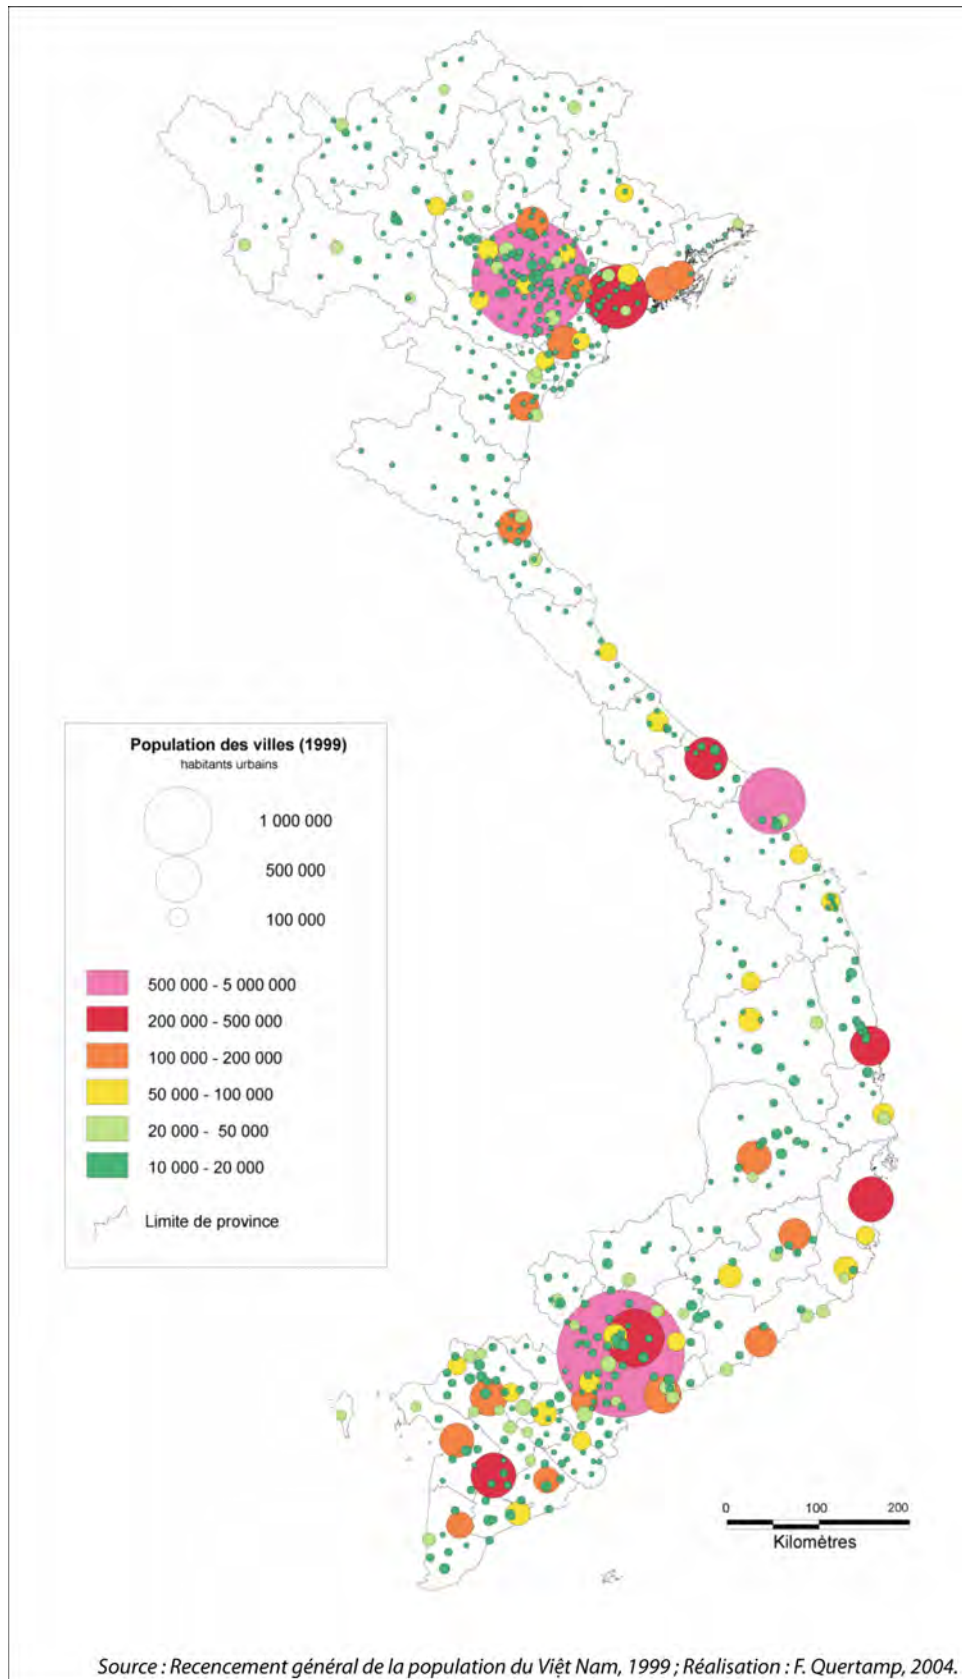 Population des villes (1999)
habitants urbains
1 000 000
500 000
100 000
500 000 - 5 000 000
200 000 - 500 000
100 000 - 200 000
50 000 - 100 000
20 000 - 50 000
10 000 - 20 000
Limite de province
0 100 200
Kilomètres
Source : Recencement général de la population du Việt Nam, 1999 ; Réalisation : F. Quertamp, 2004.